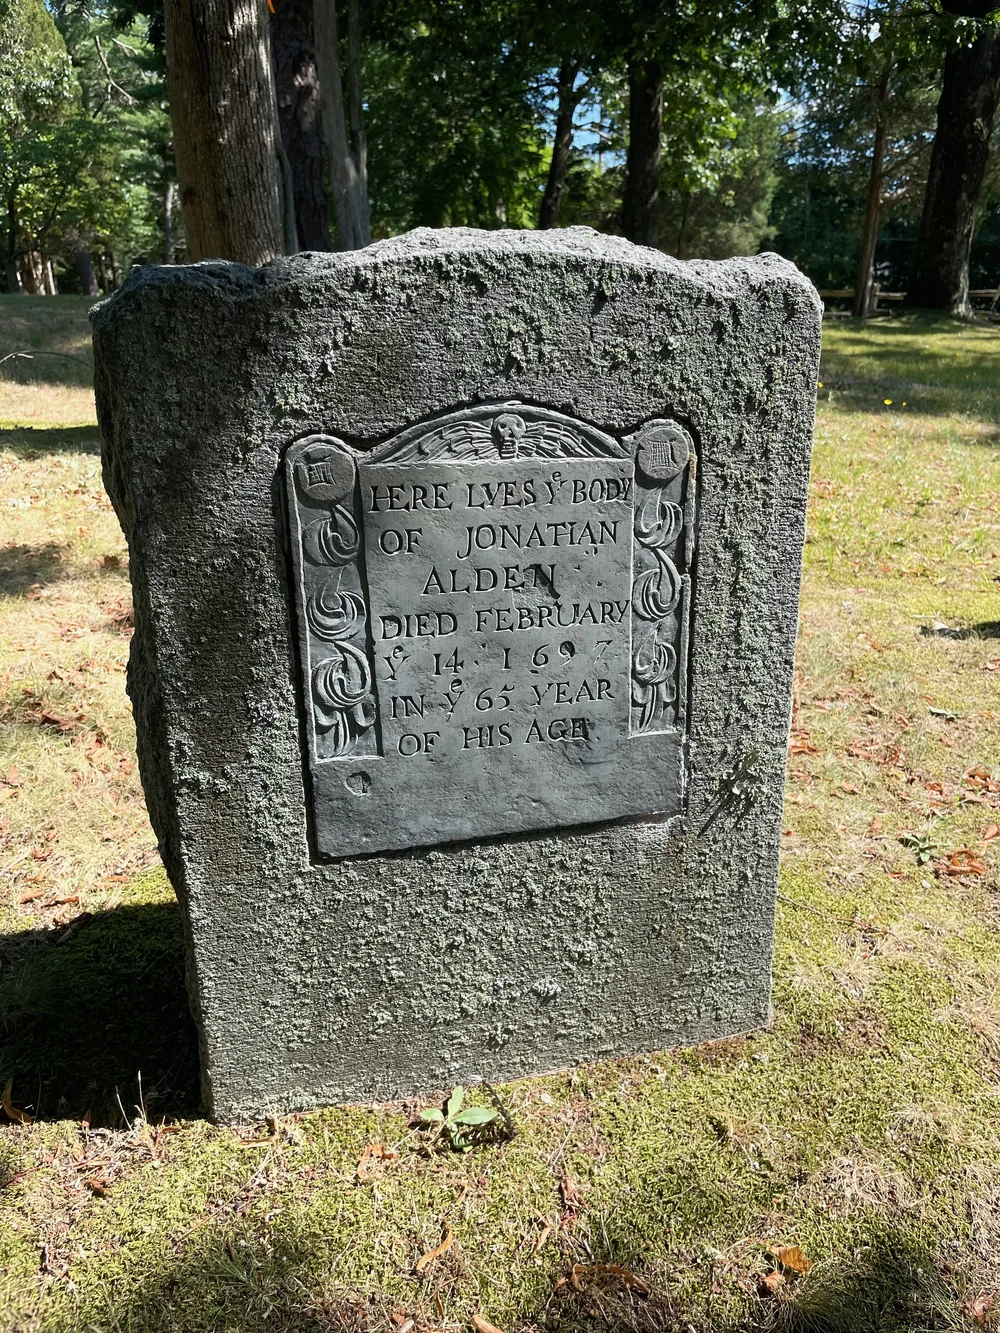 HERE LYES yᵉ BODY
OF JONATHAN
ALDEN
DIED FEBRUARY
yᵉ 14 · 1697
IN yᵉ 65 YEAR
OF HIS AGE